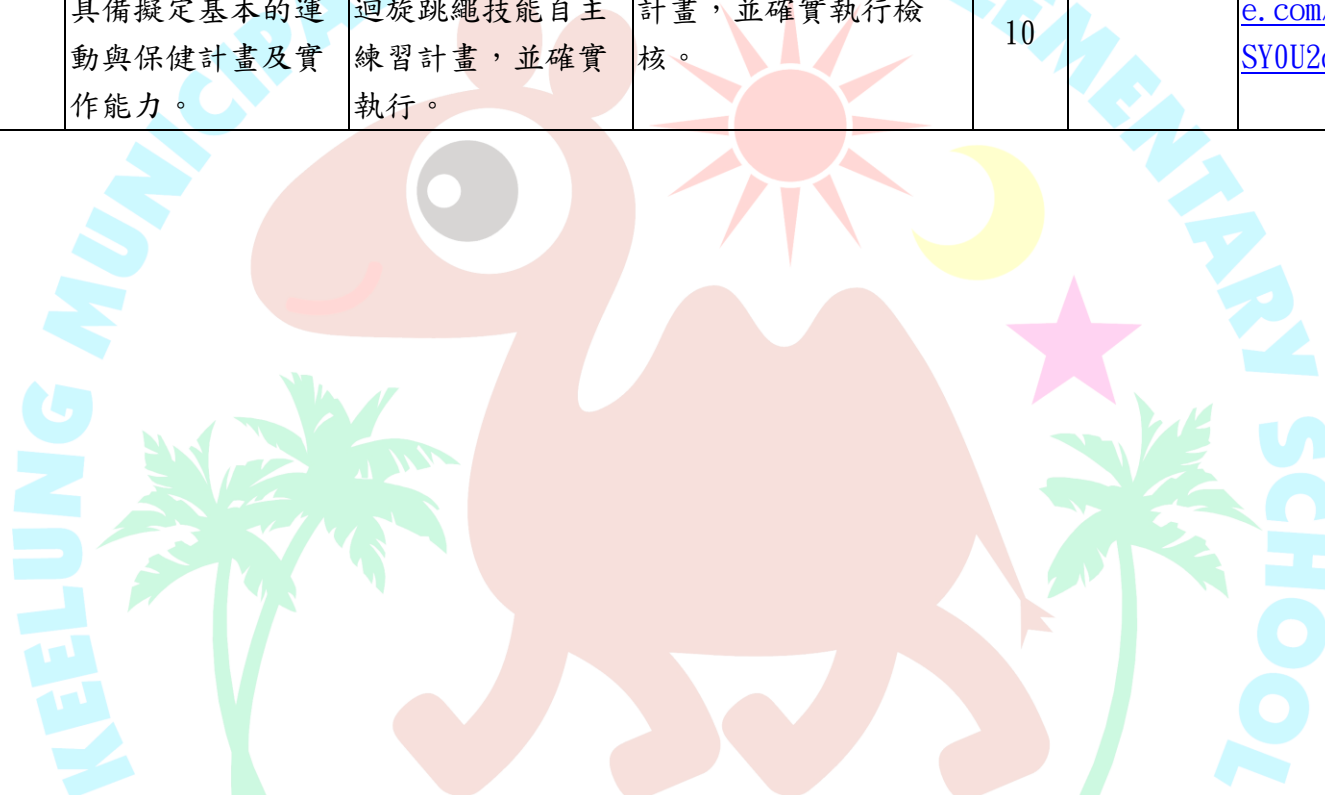 具備擬定基本的運
動與保健計畫及實
作能力。
迴旋跳繩技能自主
練習計畫，並確實
執行。
計畫，並確實執行檢
核。
10
e.com/
SY0U2
KEELUNG MUNICIPA
LEMENTARY SCHOOL